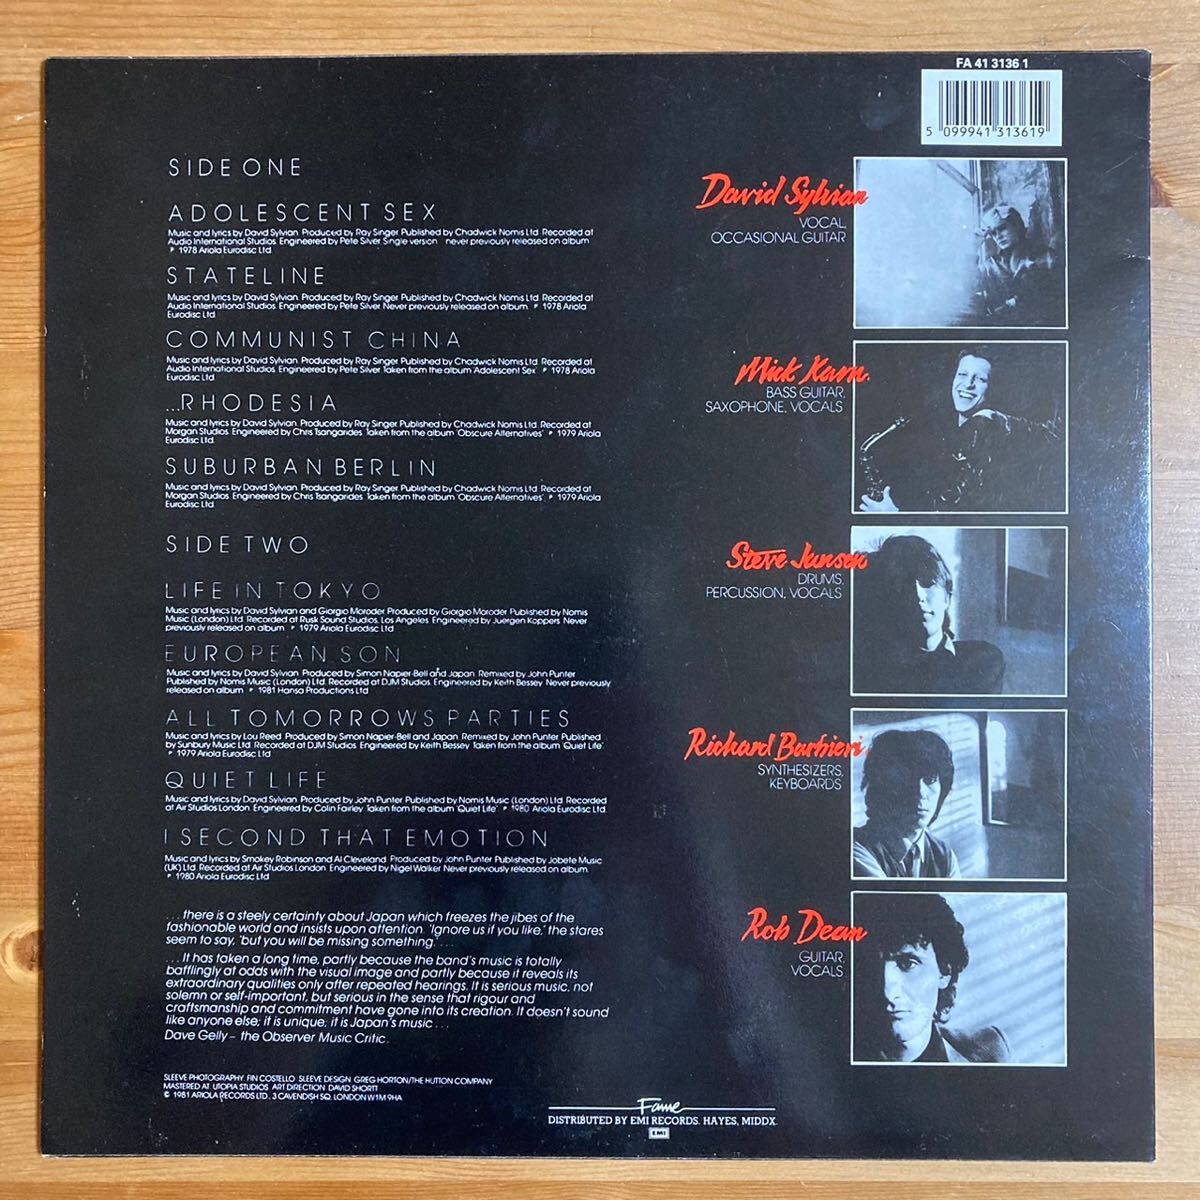 FA 41 3136 1
5 099941 313619
SIDE ONE
ADOLESCENT SEX
Music and lyrics by David Sylvian. Produced by Ray Singer Published by Chadwick Nomis Ltd. Recorded at
Audio International Studios. Engineered by Pete Silver. Single version never previously released on album
℗ 1978 Ariola Eurodisc Ltd
STATELINE
Music and lyrics by David Sylvian. Produced by Ray Singer Published by Chadwick Nomis Ltd. Recorded at
Audio International Studios. Engineered by Pete Silver Never previously released on album. ℗ 1978 Ariola
Eurodisc Ltd.
COMMUNIST CHINA
Music and lyrics by David Sylvian. Produced by Ray Singer Published by Chadwick Nomis Ltd. Recorded at
Audio International Studios. Engineered by Pete Silver Taken from the album 'Adolescent Sex' ℗ 1978 Ariola
Eurodisc Ltd
...RHODESIA
Music and lyrics by David Sylvian. Produced by Ray Singer Published by Chadwick Nomis Ltd. Recorded at
Morgan Studios. Engineered by Chris Tsangarides. Taken from the album 'Obscure Alternatives' ℗ 1979 Ariola
Eurodisc Ltd.
SUBURBAN BERLIN
Music and lyrics by David Sylvian. Produced by Ray Singer Published by Chadwick Nomis Ltd. Recorded at
Morgan Studios Engineered by Chris Tsangarides Taken from the album 'Obscure Alternatives' ℗ 1979 Ariola
Eurodisc Ltd
SIDE TWO
LIFE IN TOKYO
Music and lyrics by David Sylvian and Giorgio Moroder Produced by Giorgio Moroder Published by Nomis
Music (London) Ltd. Recorded at Rusk Sound Studios, Los Angeles. Engineered by Juergen Koppers Never
previously released on album ℗ 1979 Ariola Eurodisc Ltd
EUROPEAN SON
Music and lyrics by David Sylvian. Produced by Simon Napier-Bell and Japan. Remixed by John Punter
Published by Nomis Music (London) Ltd. Recorded at DJM Studios. Engineered by Keith Bessey. Never previously
released on album ℗ 1981 Hansa Productions Ltd
ALL TOMORROWS PARTIES
Music and lyrics by Lou Reed Produced by Simon Napier-Bell and Japan. Remixed by John Punter Published
by Sunbury Music Ltd. Recorded at DJM Studios Engineered by Keith Bessey Taken from the album 'Quiet Life'.
℗ 1979 Ariola Eurodisc Ltd
QUIET LIFE
Music and lyrics by David Sylvian. Produced by John Punter Published by Nomis Music (London) Ltd. Recorded
at Air Studios London. Engineered by Colin Fairley. Taken from the album 'Quiet Life' ℗ 1980 Ariola Eurodisc Ltd.
I SECOND THAT EMOTION
Music and lyrics by Smokey Robinson and Al Cleveland Produced by John Punter Published by Jobete Music
(UK) Ltd Recorded at Air Studios London Engineered by Nigel Walker Never previously released on album.
℗ 1980 Ariola Eurodisc Ltd
...there is a steely certainty about Japan which freezes the jibes of the
fashionable world and insists upon attention. 'Ignore us if you like,' the stares
seem to say, 'but you will be missing something.'...
...It has taken a long time, partly because the band's music is totally
bafflingly at odds with the visual image and partly because it reveals its
extraordinary qualities only after repeated hearings. It is serious music, not
solemn or self-important, but serious in the sense that rigour and
craftsmanship and commitment have gone into its creation. It doesn't sound
like anyone else; it is unique, it is Japan's music...
Dave Gelly – the Observer Music Critic.
SLEEVE PHOTOGRAPHY FIN COSTELLO SLEEVE DESIGN GREG HORTON/THE HUTTON COMPANY
MASTERED AT UTOPIA STUDIOS ART DIRECTION DAVID SHORTT
© 1981 ARIOLA RECORDS LTD., 3 CAVENDISH SQ, LONDON W1M 9HA
David Sylvian
VOCAL,
OCCASIONAL GUITAR
Mick Karn.
BASS GUITAR,
SAXOPHONE, VOCALS
Steve Jansen
DRUMS,
PERCUSSION, VOCALS
Richard Barbieri
SYNTHESIZERS,
KEYBOARDS
Rob Dean
GUITAR,
VOCALS
Fame
DISTRIBUTED BY EMI RECORDS. HAYES, MIDDX.
EMI